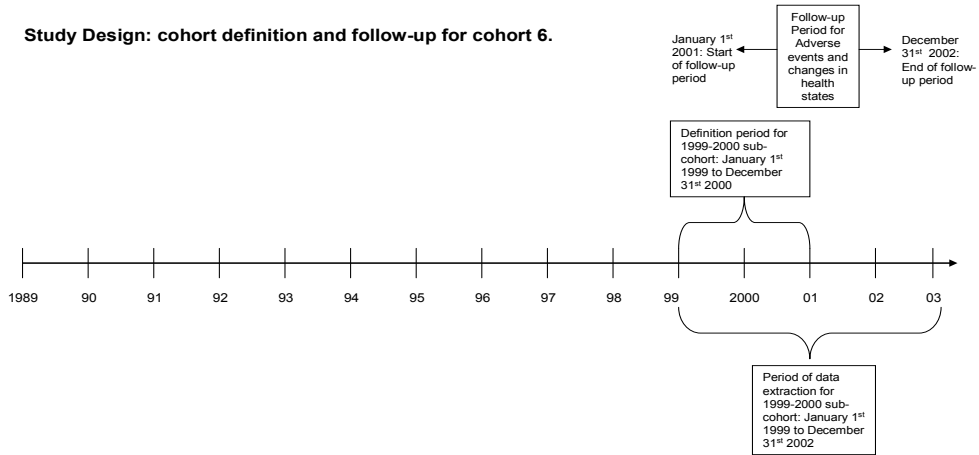 Study Design: cohort definition and follow-up for cohort 6.
January 1st
2001: Start
of follow-up
period
Follow-up
Period for
Adverse
events and
changes in
health
states
December
31st 2002:
End of follow-
up period
Definition period for
1999-2000 sub-
cohort: January 1st
1999 to December
31st 2000
1989 90 91 92 93 94 95 96 97 98 99 2000 01 02 03
Period of data
extraction for
1999-2000 sub-
cohort: January 1st
1999 to December
31st 2002